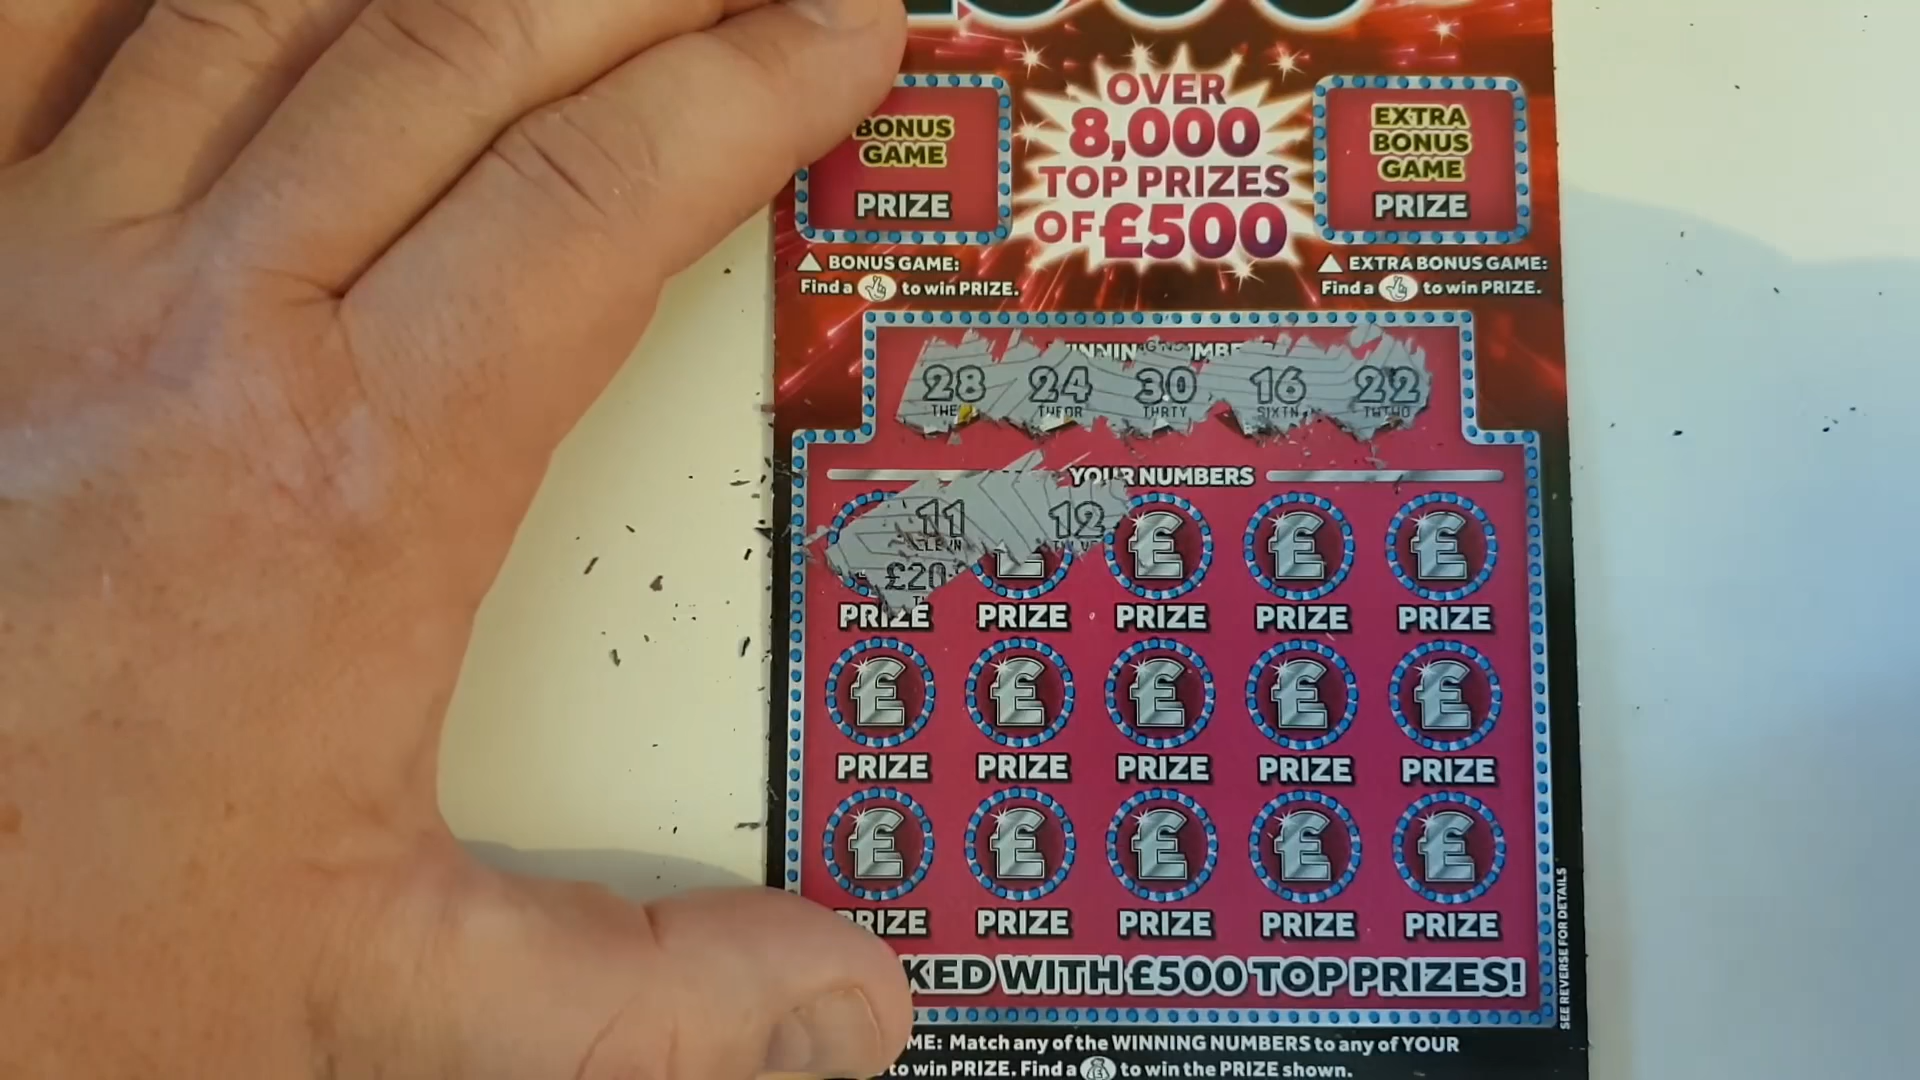 OVER
8,000
TOP PRIZES
OF £500
BONUS
GAME
PRIZE
EXTRA
BONUS
GAME
PRIZE
BONUS GAME:
Find a to win PRIZE.
EXTRA BONUS GAME:
Find a to win PRIZE.
28 24 30 16 22
THRTY SIXTN
YOUR NUMBERS
11 12
£20
PRIZE PRIZE PRIZE PRIZE PRIZE
£ £ £ £ £
PRIZE PRIZE PRIZE PRIZE PRIZE
£ £ £ £ £
PRIZE PRIZE PRIZE PRIZE
WITH £500 TOP PRIZES!
Match any of the WINNING NUMBERS to any of YOUR
to win PRIZE. Find a to win the PRIZE shown.
SEE REVERSE FOR DETAILS